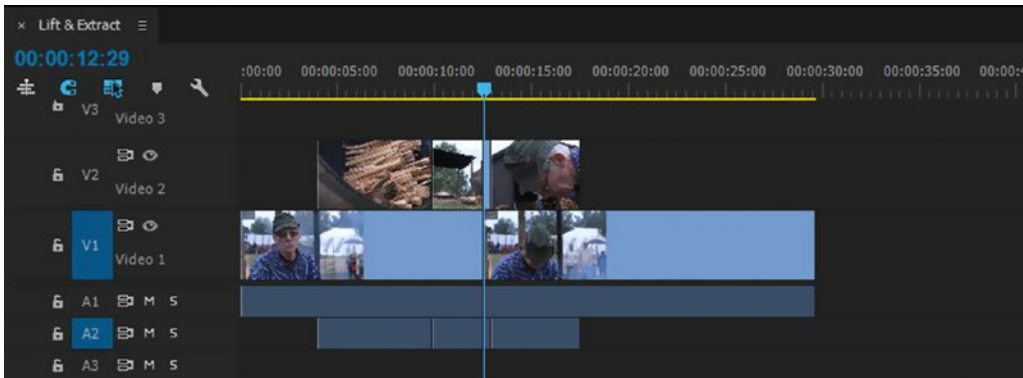 × Lift & Extract ≡
00:00:12:29
:00:00 00:00:05:00 00:00:10:00 00:00:15:00 00:00:20:00 00:00:25:00 00:00:30:00 00:00:35:00 00:00:
V3 Video 3
V2
Video 2
V1
Video 1
A1 M S
A2 M S
A3 M S